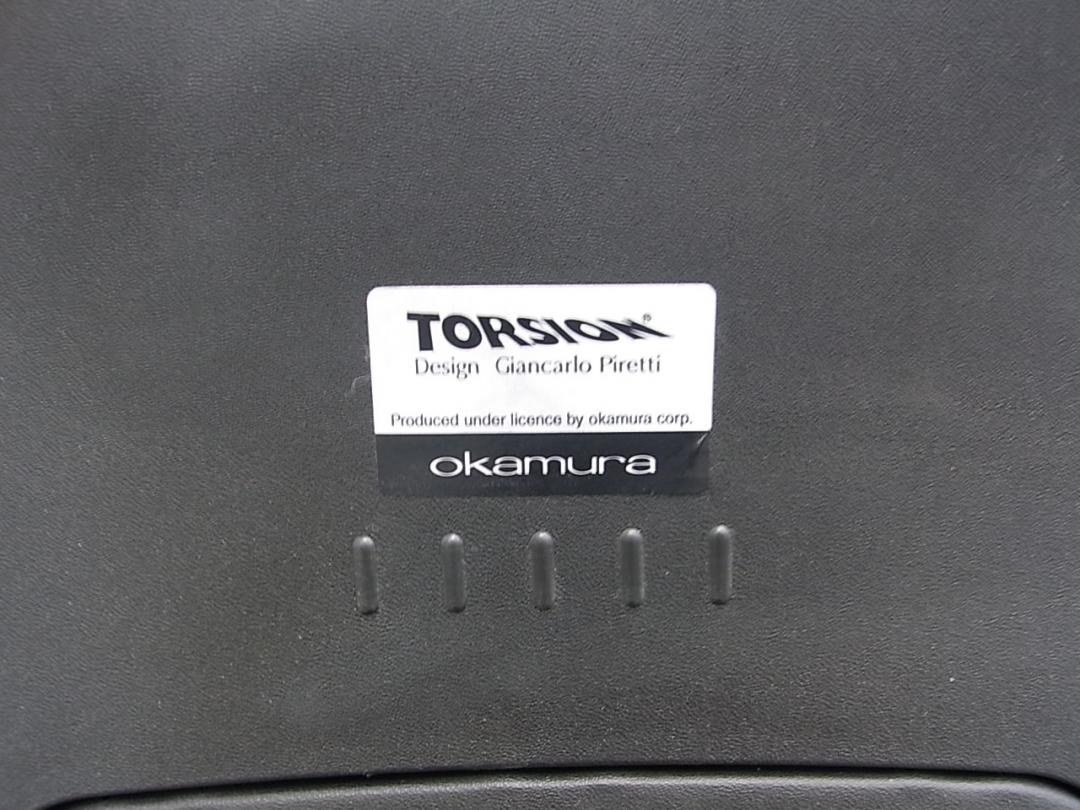 TORSION®
Design Giancarlo Piretti
Produced under licence by okamura corp.
okamura